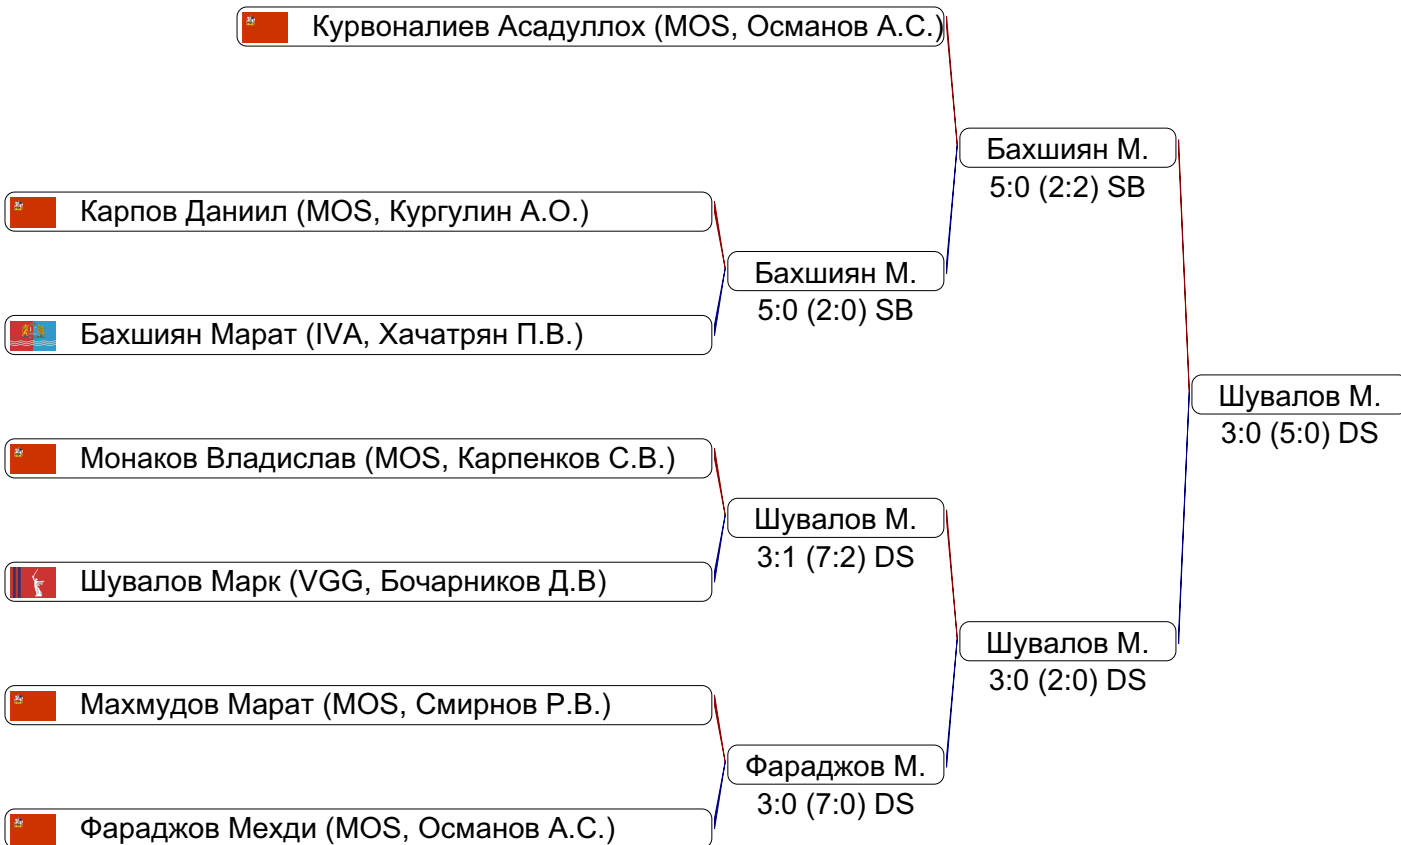 Курвоналиев Асадуллох (MOS, Османов А.С.)
Бахшиян М.
5:0 (2:2) SB
Карпов Даниил (MOS, Кургулин А.О.)
Бахшиян М.
5:0 (2:0) SB
Бахшиян Марат (IVA, Хачатрян П.В.)
Шувалов М.
3:0 (5:0) DS
Монаков Владислав (MOS, Карпенков С.В.)
Шувалов М.
3:1 (7:2) DS
Шувалов Марк (VGG, Бочарников Д.В)
Шувалов М.
3:0 (2:0) DS
Махмудов Марат (MOS, Смирнов Р.В.)
Фараджов М.
3:0 (7:0) DS
Фараджов Мехди (MOS, Османов А.С.)